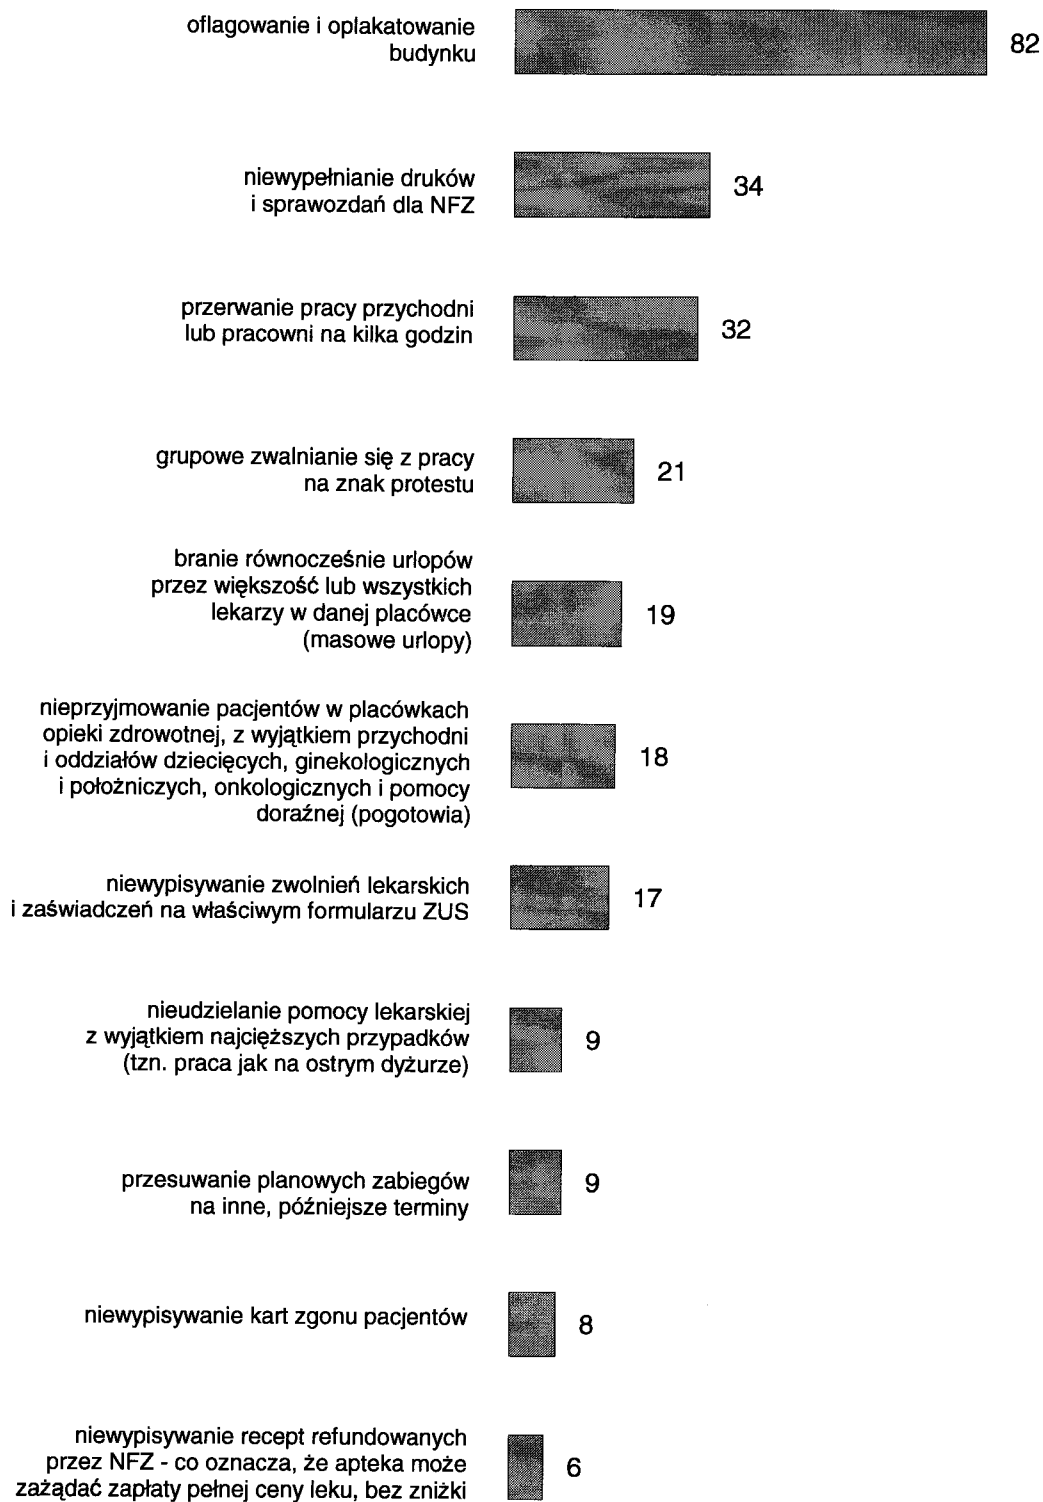 oflagowanie i oplakatowanie
budynku
82
niewypełnianie druków
i sprawozdań dla NFZ
34
przerwanie pracy przychodni
lub pracowni na kilka godzin
32
grupowe zwalnianie się z pracy
na znak protestu
21
branie równocześnie urlopów
przez większość lub wszystkich
lekarzy w danej placówce
(masowe urlopy)
19
nieprzyjmowanie pacjentów w placówkach
opieki zdrowotnej, z wyjątkiem przychodni
i oddziałów dziecięcych, ginekologicznych
i położniczych, onkologicznych i pomocy
doraźnej (pogotowia)
18
niewypisywanie zwolnień lekarskich
i zaświadczeń na właściwym formularzu ZUS
17
nieudzielanie pomocy lekarskiej
z wyjątkiem najcięższych przypadków
(tzn. praca jak na ostrym dyżurze)
9
przesuwanie planowych zabiegów
na inne, późniejsze terminy
9
niewypisywanie kart zgonu pacjentów
8
niewypisywanie recept refundowanych
przez NFZ - co oznacza, że apteka może
zażądać zapłaty pełnej ceny leku, bez zniżki
6